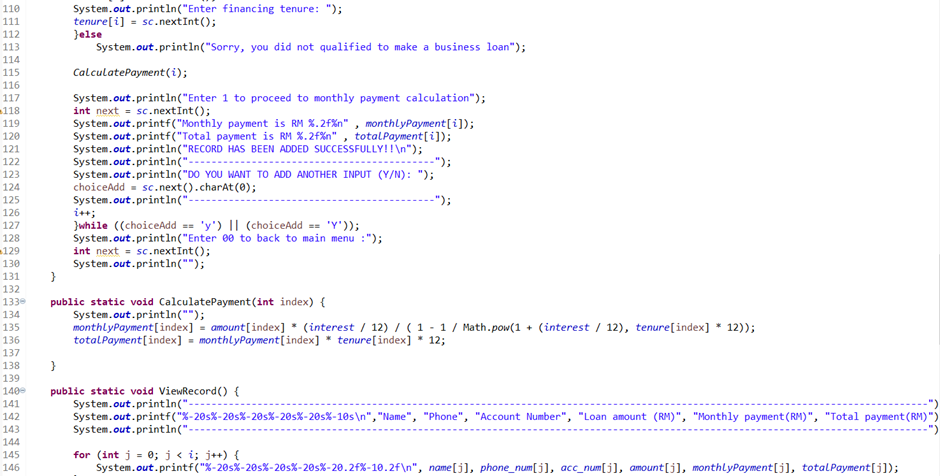 110 System.out.println("Enter financing tenure: ");
111 tenure[i] = sc.nextInt();
112 }else
113 System.out.println("Sorry, you did not qualified to make a business loan");
114
115 CalculatePayment(i);
116
117 System.out.println("Enter 1 to proceed to monthly payment calculation");
118 int next = sc.nextInt();
119 System.out.printf("Monthly payment is RM %.2f%n" , monthlyPayment[i]);
120 System.out.printf("Total payment is RM %.2f%n" , totalPayment[i]);
121 System.out.println("RECORD HAS BEEN ADDED SUCCESSFULLY!!\n");
122 System.out.println("-----------------------------------------");
123 System.out.println("DO YOU WANT TO ADD ANOTHER INPUT (Y/N): ");
124 choiceAdd = sc.next().charAt(0);
125 System.out.println("-----------------------------------------");
126 i++;
127 }while ((choiceAdd == 'y') || (choiceAdd == 'Y'));
128 System.out.println("Enter 00 to back to main menu :");
129 int next = sc.nextInt();
130 System.out.println("");
131 }
132
133 public static void CalculatePayment(int index) {
134 System.out.println("");
135 monthlyPayment[index] = amount[index] * (interest / 12) / ( 1 - 1 / Math.pow(1 + (interest / 12), tenure[index] * 12));
136 totalPayment[index] = monthlyPayment[index] * tenure[index] * 12;
137
138 }
139
140 public static void ViewRecord() {
141 System.out.println("---------------------------------------------------------------------------------------------------------------------------")
142 System.out.printf("%-20s%-20s%-20s%-20s%-20s%-10s\n","Name", "Phone", "Account Number", "Loan amount (RM)", "Monthly payment(RM)", "Total payment(RM)")
143 System.out.println("---------------------------------------------------------------------------------------------------------------------------")
144
145 for (int j = 0; j < i; j++) {
146 System.out.printf("%-20s%-20s%-20s%-20s%-20.2f%-10.2f\n", name[j], phone_num[j], acc_num[j], amount[j], monthlyPayment[j], totalPayment[j]);